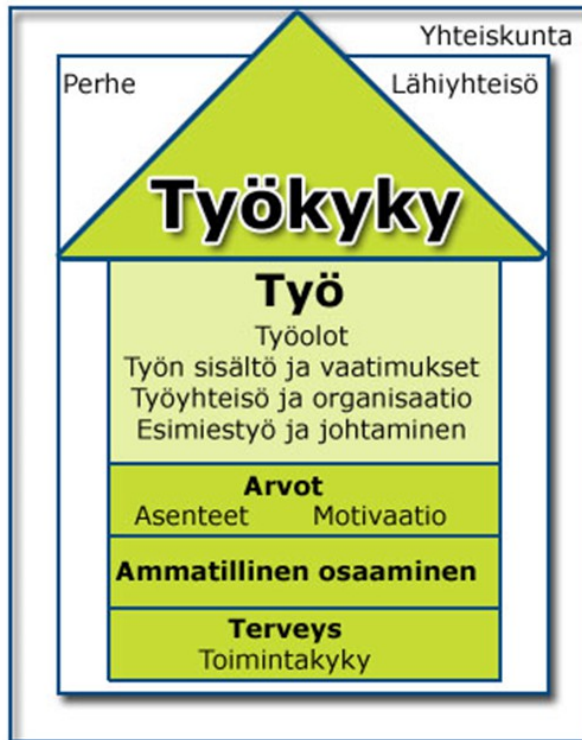 Yhteiskunta
Perhe
Lähiyhteisö
Työkyky
Työ
Työolot
Työn sisältö ja vaatimukset
Työyhteisö ja organisaatio
Esimiestyö ja johtaminen
Arvot
Asenteet Motivaatio
Ammatillinen osaaminen
Terveys
Toimintakyky